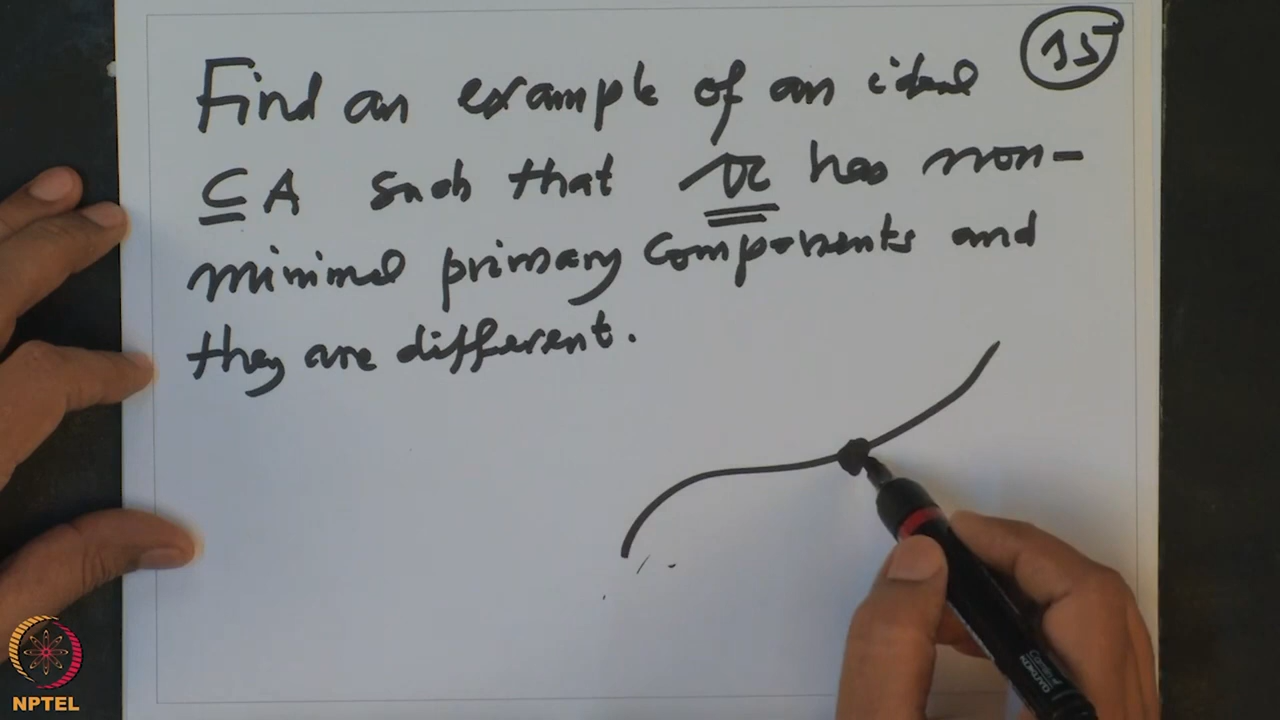 Find an example of an ideal
⊆ A such that 𝔞 has non-
minimal primary components and
they are different.
15
NPTEL